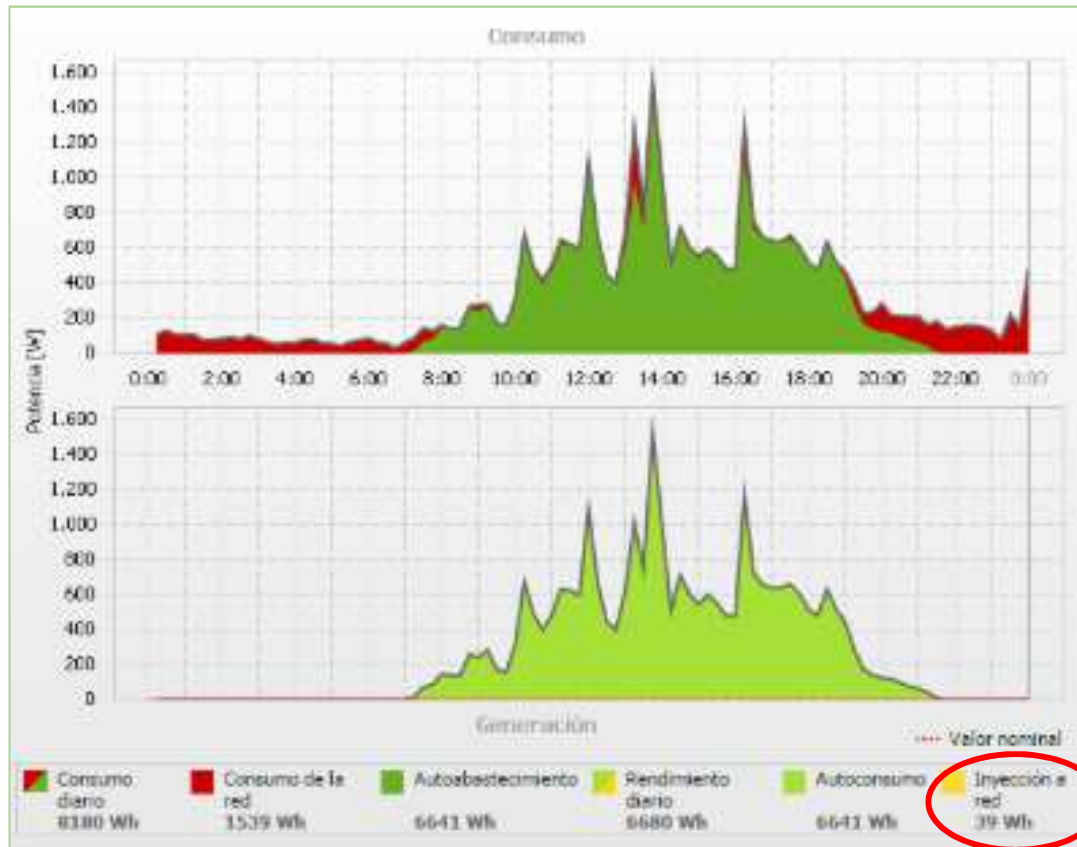 Consumo
1.600
1.400
1.200
1.000
800
600
400
200
0
Potencia [W]
0:00 2:00 4:00 6:00 8:00 10:00 12:00 14:00 16:00 18:00 20:00 22:00 0:00
1.600
1.400
1.200
1.000
800
600
400
200
0
Generación
Valor nominal
Consumo diario
8180 Wh
Consumo de la red
1539 Wh
Autoabastecimiento
6641 Wh
Rendimiento diario
6680 Wh
Autoconsumo
6641 Wh
Inyección a red
39 Wh